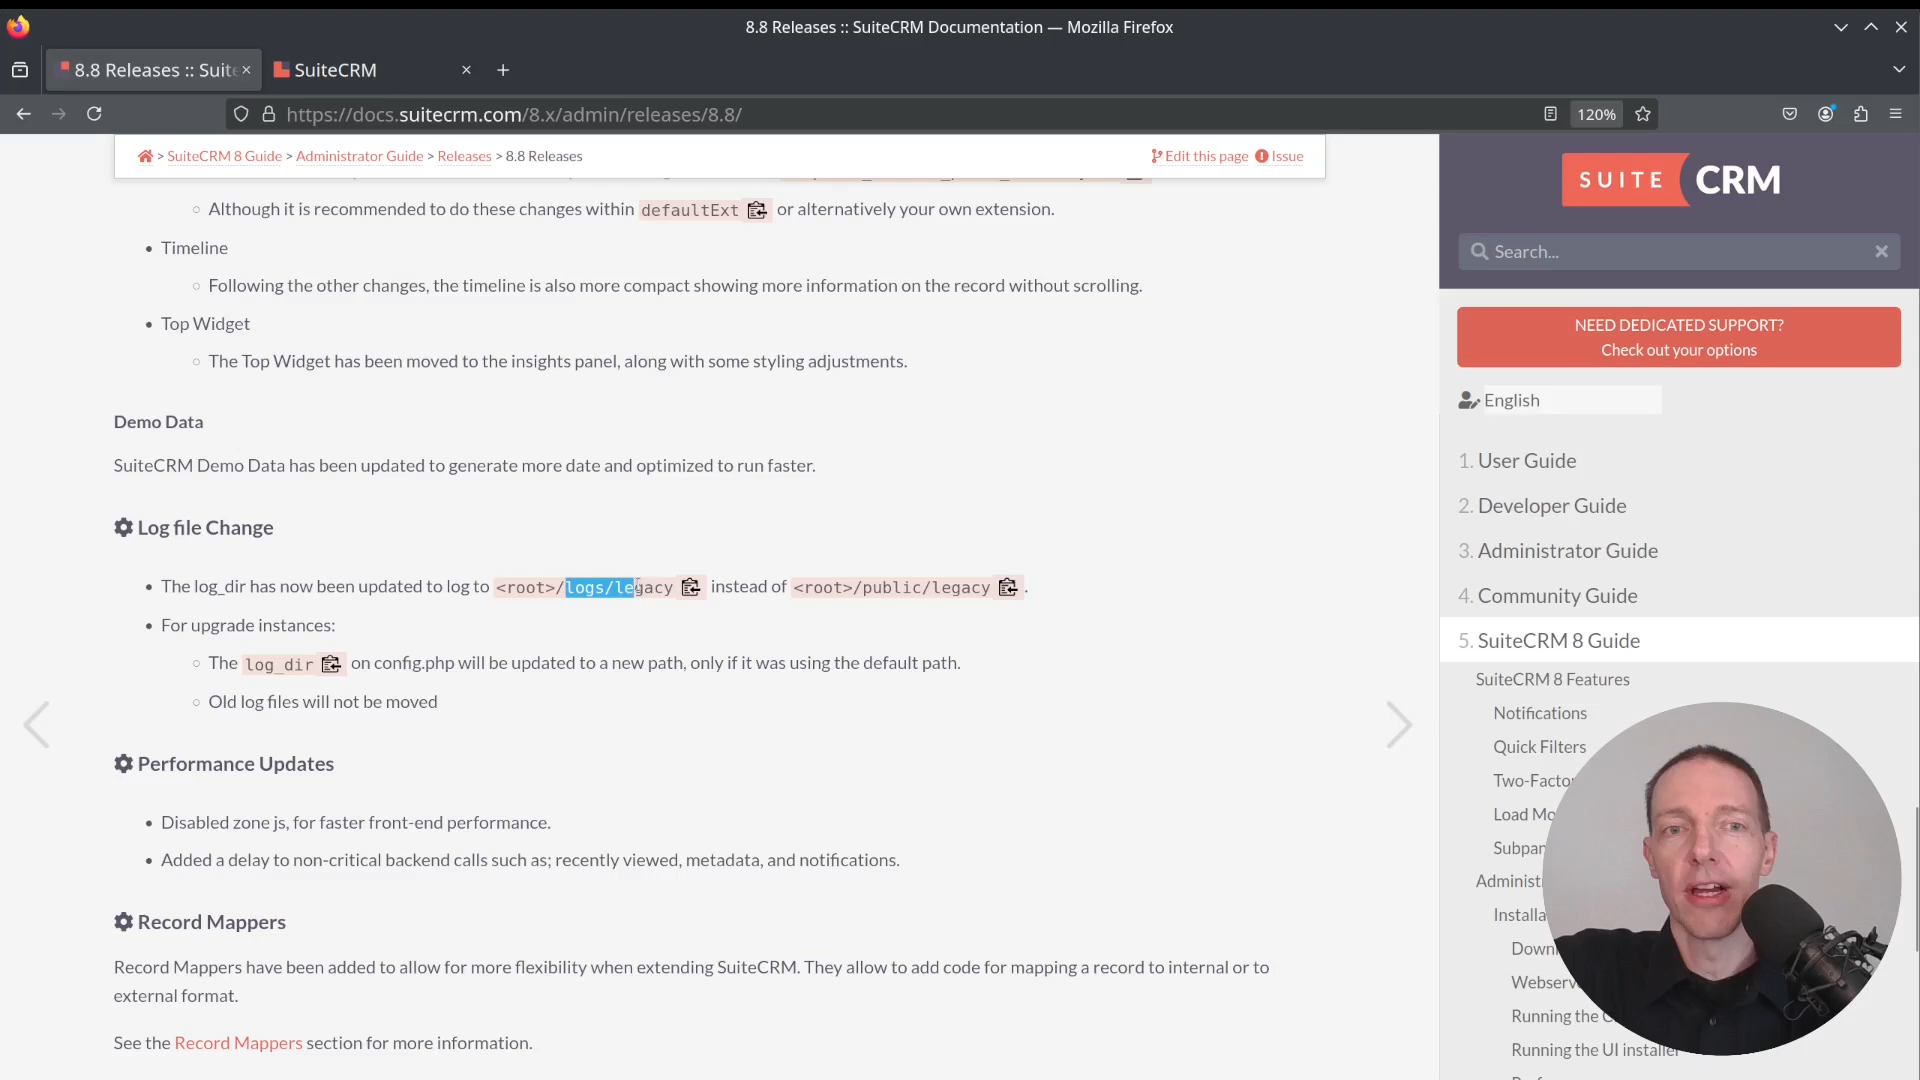 8.8 Releases :: SuiteCRM Documentation — Mozilla Firefox
8.8 Releases :: Suite
SuiteCRM
https://docs.suitecrm.com/8.x/admin/releases/8.8/
120%
> SuiteCRM 8 Guide > Administrator Guide > Releases > 8.8 Releases
Edit this page Issue
Although it is recommended to do these changes within defaultExt or alternatively your own extension.
Timeline
Following the other changes, the timeline is also more compact showing more information on the record without scrolling.
Top Widget
The Top Widget has been moved to the insights panel, along with some styling adjustments.
Demo Data
SuiteCRM Demo Data has been updated to generate more date and optimized to run faster.
Log file Change
The log_dir has now been updated to log to <root>/logs/legacy instead of <root>/public/legacy .
For upgrade instances:
The log_dir on config.php will be updated to a new path, only if it was using the default path.
Old log files will not be moved
Performance Updates
Disabled zone js, for faster front-end performance.
Added a delay to non-critical backend calls such as; recently viewed, metadata, and notifications.
Record Mappers
Record Mappers have been added to allow for more flexibility when extending SuiteCRM. They allow to add code for mapping a record to internal or to
external format.
See the Record Mappers section for more information.
SUITE CRM
Search...
NEED DEDICATED SUPPORT?
Check out your options
English
1. User Guide
2. Developer Guide
3. Administrator Guide
4. Community Guide
5. SuiteCRM 8 Guide
SuiteCRM 8 Features
Notifications
Quick Filters
Two-Facto
Load Mo
Subpan
Administ
Installa
Down
Webserv
Running the
Running the UI installer